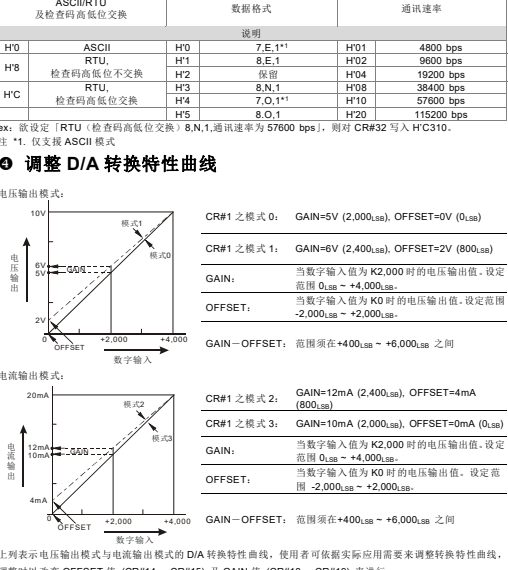 ASCII/RTU
及检查码高低位交换
数据格式
通讯速率
说明
H'0 ASCII H'0 7,E,1*1 H'01 4800 bps
H'8 RTU, 检查码高低位不交换 H'1 8,E,1 H'02 9600 bps
H'2 保留 H'04 19200 bps
H'C RTU, 检查码高低位交换 H'3 8,N,1 H'08 38400 bps
H'4 7,O,1*1 H'10 57600 bps
H'5 8.O,1 H'20 115200 bps
ex: 欲设定「RTU（检查码高低位交换）8,N,1,通讯速率为 57600 bps」，则对 CR#32 写入 H'C310。
注 *1. 仅支援 ASCII 模式
❹ 调整 D/A 转换特性曲线
电压输出模式：
10V
模式1
模式0
电压输出
6V
5V
GAIN
2V
0
OFFSET
+2,000
+4,000
数字输入
CR#1 之模式 0： GAIN=5V (2,000LSB), OFFSET=0V (0LSB)
CR#1 之模式 1： GAIN=6V (2,400LSB), OFFSET=2V (800LSB)
GAIN： 当数字输入值为 K2,000 时的电压输出值。设定
范围 0LSB ~ +4,000LSB。
OFFSET： 当数字输入值为 K0 时的电压输出值。设定范围
-2,000LSB ~ +2,000LSB。
GAIN－OFFSET： 范围须在+400LSB ~ +6,000LSB 之间
电流输出模式：
20mA
模式2
模式3
电流输出
12mA
10mA
GAIN
4mA
0
OFFSET
+2,000
+4,000
数字输入
CR#1 之模式 2： GAIN=12mA (2,400LSB), OFFSET=4mA
(800LSB)
CR#1 之模式 3： GAIN=10mA (2,000LSB), OFFSET=0mA (0LSB)
GAIN： 当数字输入值为 K2,000 时的电压输出值。设定
范围 0LSB ~ +4,000LSB。
OFFSET： 当数字输入值为 K0 时的电压输出值。设定范
围 -2,000LSB ~ +2,000LSB。
GAIN－OFFSET： 范围须在+400LSB ~ +6,000LSB 之间
上列表示电压输出模式与电流输出模式的 D/A 转换特性曲线，使用者可依据实际应用需要来调整转换特性曲线，